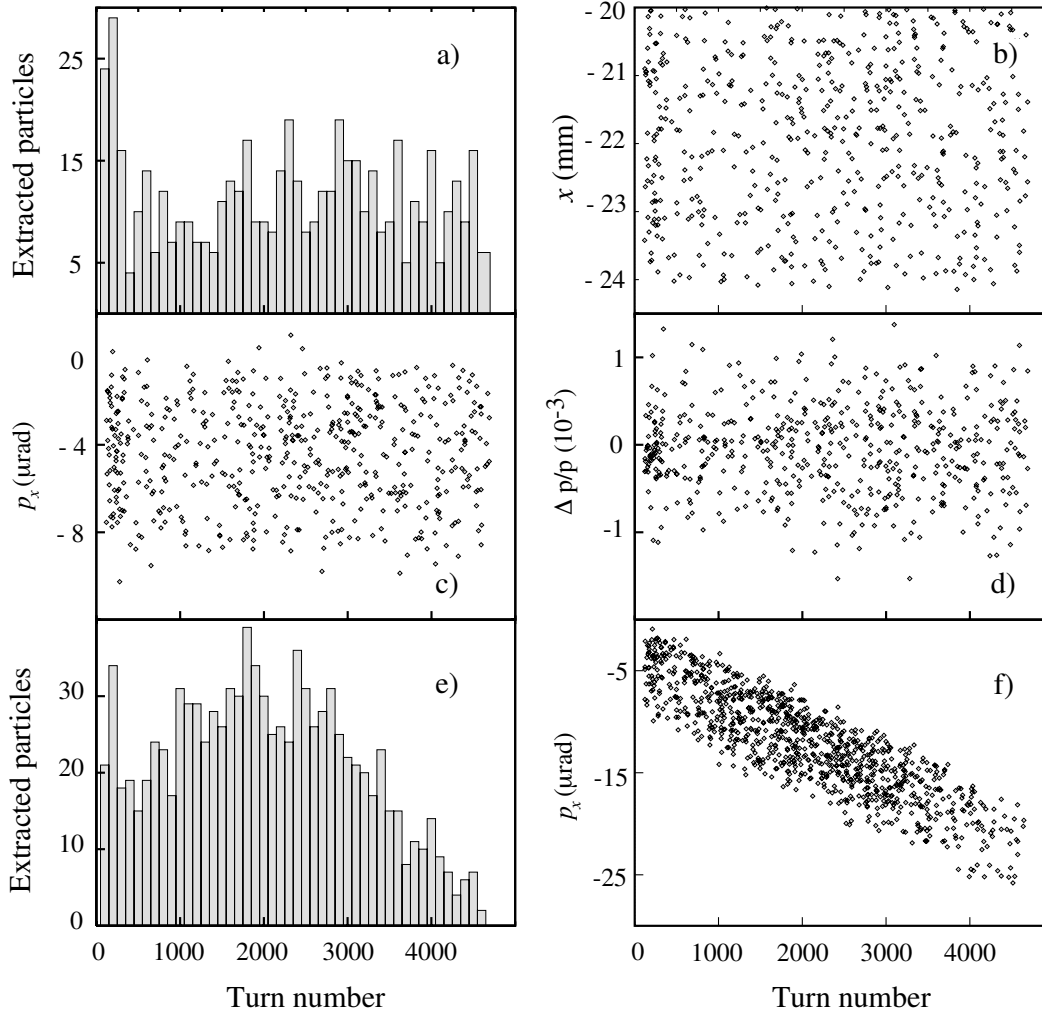 Extracted particles
25
15
5
a)
x (mm)
- 20
- 21
- 22
- 23
- 24
b)
p_x (μrad)
0
- 4
- 8
c)
Δ p/p (10⁻³)
1
0
-1
d)
Extracted particles
30
20
10
0
e)
p_x (μrad)
-5
-15
-25
f)
0 1000 2000 3000 4000
Turn number
0 1000 2000 3000 4000
Turn number